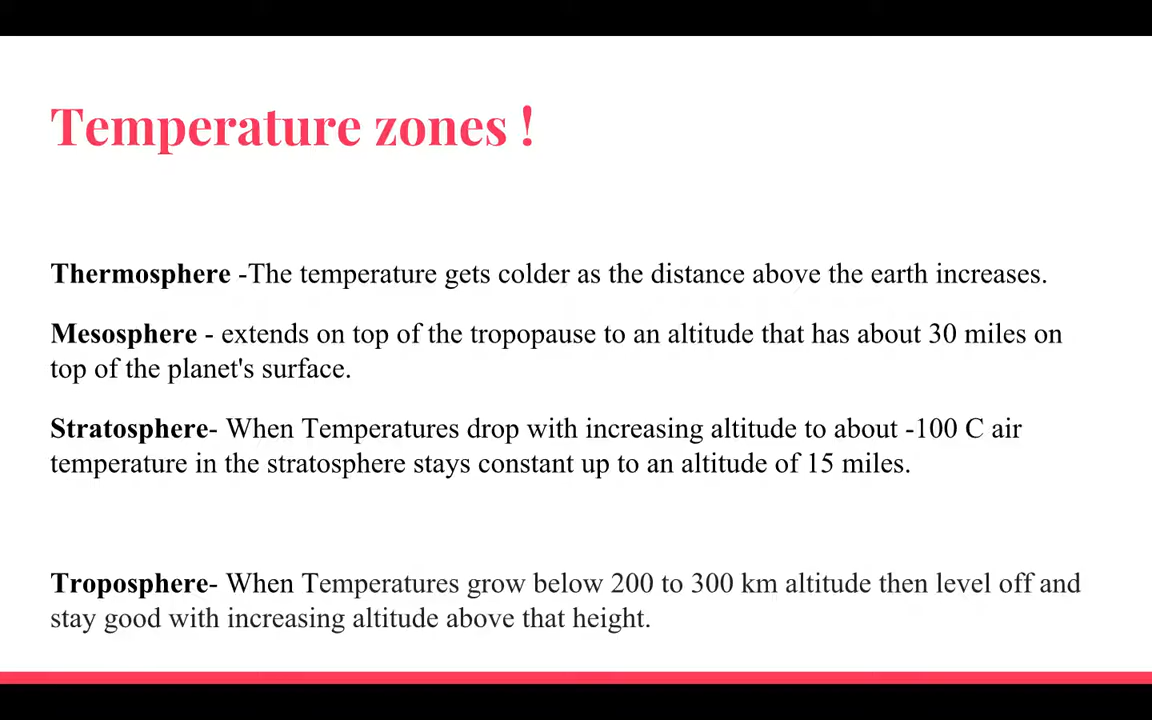 Temperature zones !
Thermosphere -The temperature gets colder as the distance above the earth increases.
Mesosphere - extends on top of the tropopause to an altitude that has about 30 miles on
top of the planet's surface.
Stratosphere- When Temperatures drop with increasing altitude to about -100 C air
temperature in the stratosphere stays constant up to an altitude of 15 miles.
Troposphere- When Temperatures grow below 200 to 300 km altitude then level off and
stay good with increasing altitude above that height.